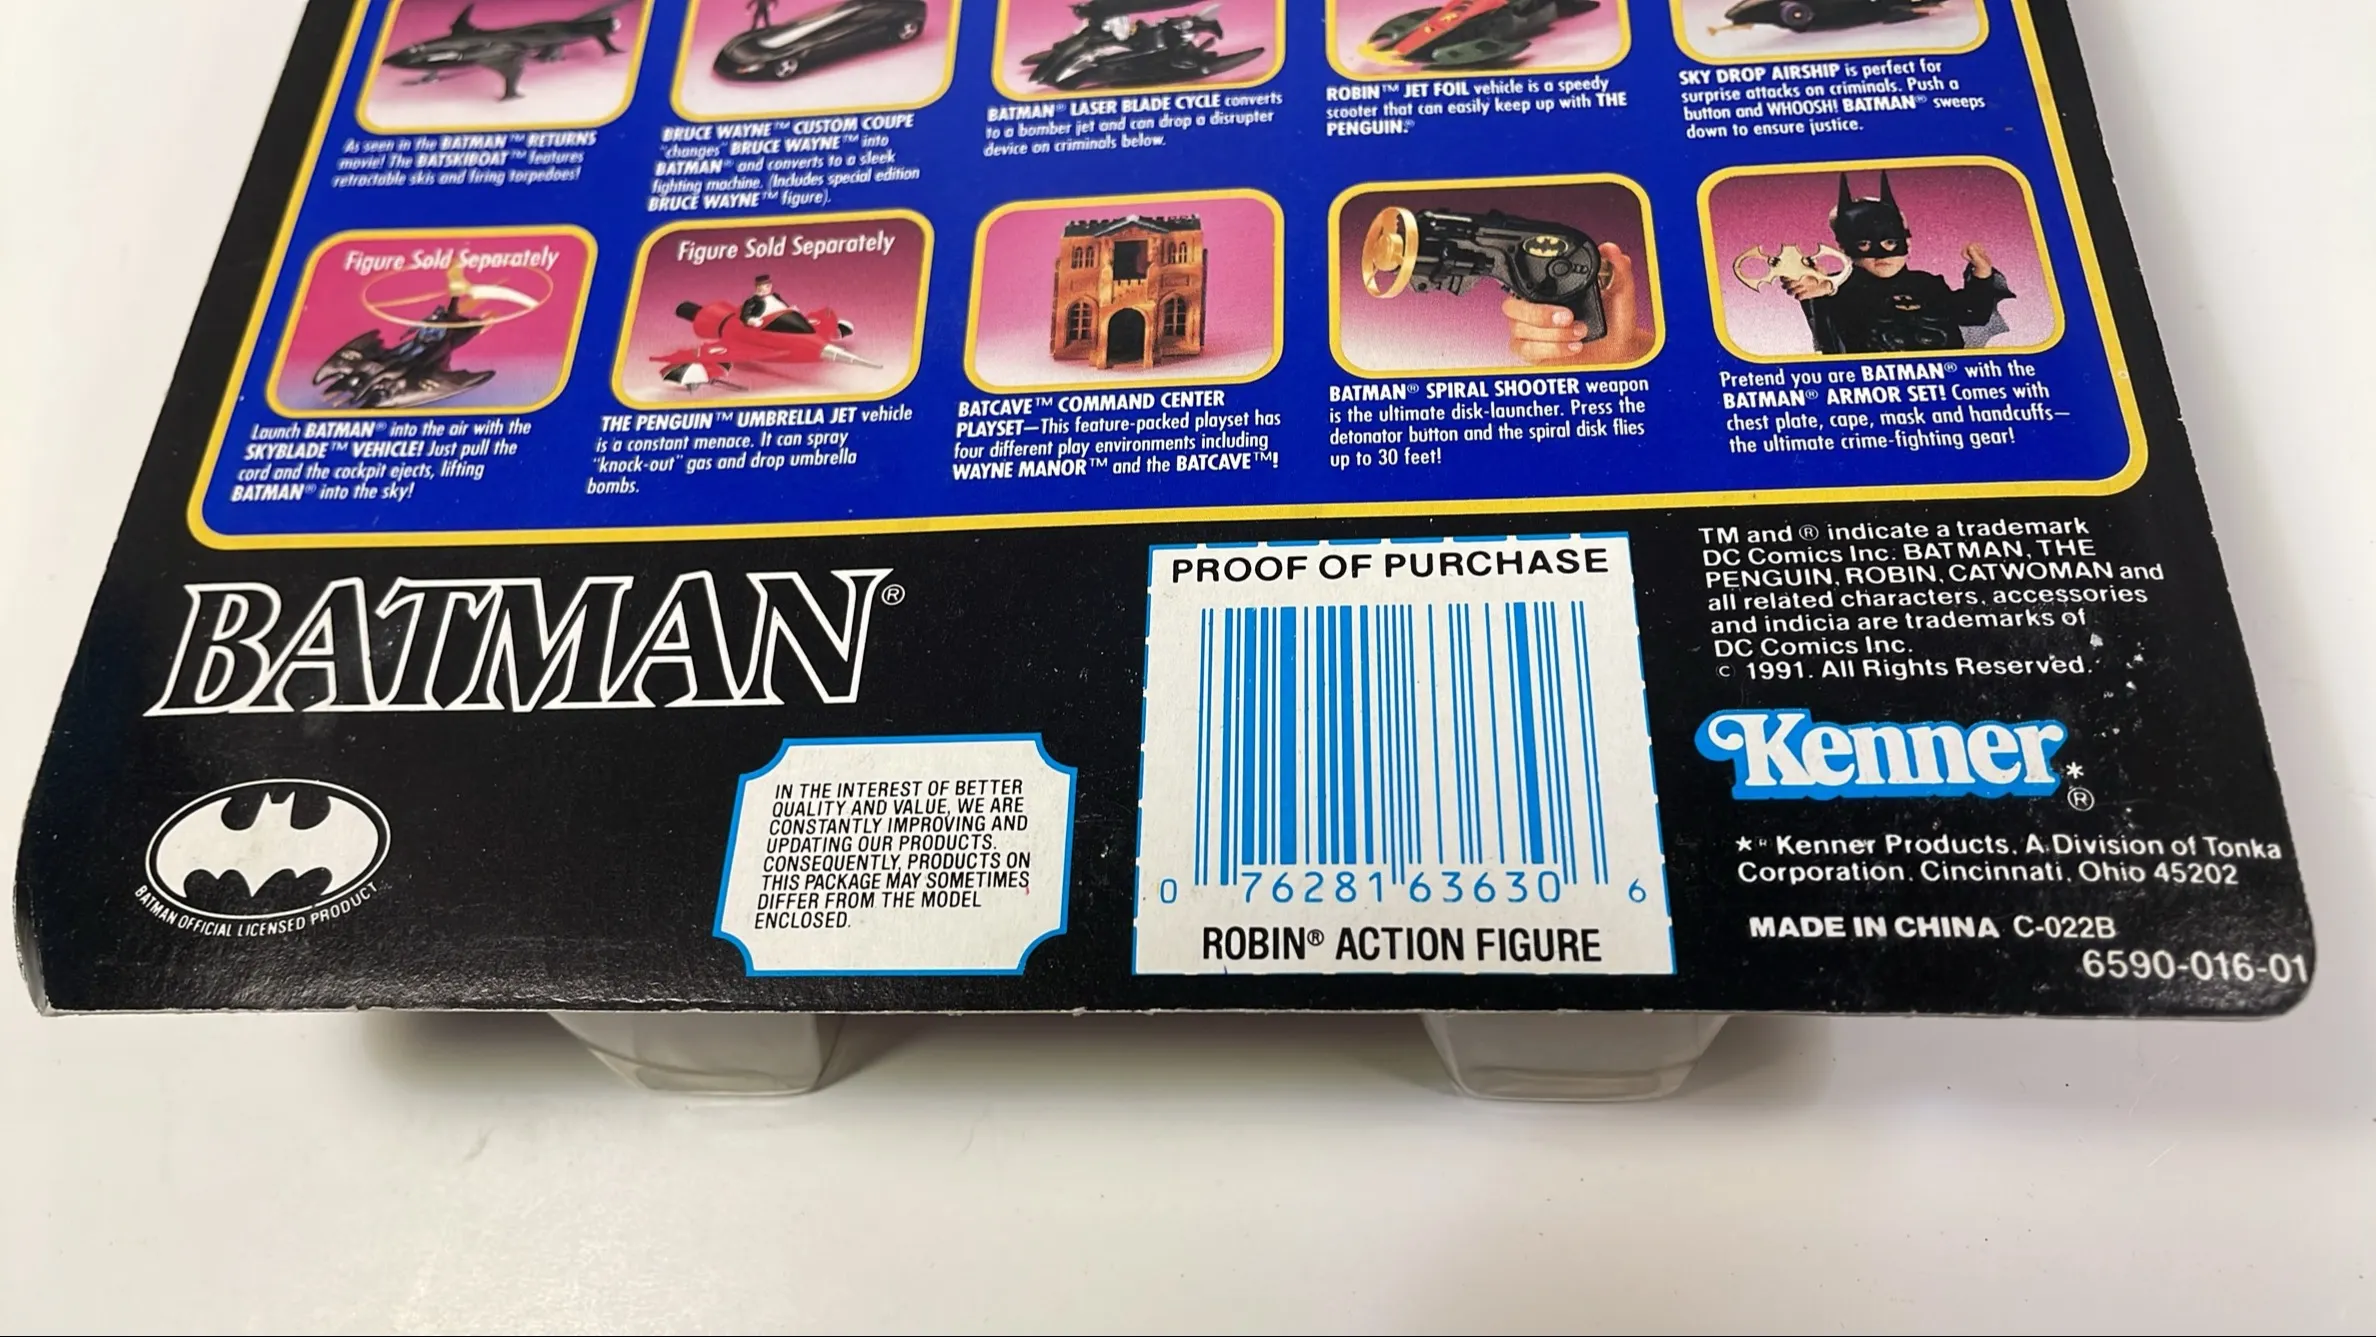 As seen in the BATMAN™ RETURNS
movie! The BATSKIBOAT™ features
retractable skis and firing torpedoes!
BRUCE WAYNE™ CUSTOM COUPE
"changes" BRUCE WAYNE™ into
BATMAN® and converts to a sleek
fighting machine. (Includes special edition
BRUCE WAYNE™ figure).
BATMAN® LASER BLADE CYCLE converts
to a bomber jet and can drop a disrupter
device on criminals below.
ROBIN™ JET FOIL vehicle is a speedy
scooter that can easily keep up with THE
PENGUIN.®
SKY DROP AIRSHIP is perfect for
surprise attacks on criminals. Push a
button and WHOOSH! BATMAN® sweeps
down to ensure justice.
Figure Sold Separately
Launch BATMAN® into the air with the
SKYBLADE™ VEHICLE! Just pull the
cord and the cockpit ejects, lifting
BATMAN® into the sky!
Figure Sold Separately
THE PENGUIN™ UMBRELLA JET vehicle
is a constant menace. It can spray
"knock-out" gas and drop umbrella
bombs.
BATCAVE™ COMMAND CENTER
PLAYSET—This feature-packed playset has
four different play environments including
WAYNE MANOR™ and the BATCAVE™!
BATMAN® SPIRAL SHOOTER weapon
is the ultimate disk-launcher. Press the
detonator button and the spiral disk flies
up to 30 feet!
Pretend you are BATMAN® with the
BATMAN® ARMOR SET! Comes with
chest plate, cape, mask and handcuffs—
the ultimate crime-fighting gear!
BATMAN®
BATMAN OFFICIAL LICENSED PRODUCT
IN THE INTEREST OF BETTER
QUALITY AND VALUE, WE ARE
CONSTANTLY IMPROVING AND
UPDATING OUR PRODUCTS.
CONSEQUENTLY, PRODUCTS ON
THIS PACKAGE MAY SOMETIMES
DIFFER FROM THE MODEL
ENCLOSED.
PROOF OF PURCHASE
0 76281 63630 6
ROBIN® ACTION FIGURE
TM and ® indicate a trademark
DC Comics Inc. BATMAN, THE
PENGUIN, ROBIN, CATWOMAN and
all related characters, accessories
and indicia are trademarks of
DC Comics Inc.
© 1991. All Rights Reserved.
Kenner*®
*® Kenner Products, A Division of Tonka
Corporation, Cincinnati, Ohio 45202
MADE IN CHINA C-022B
6590-016-01